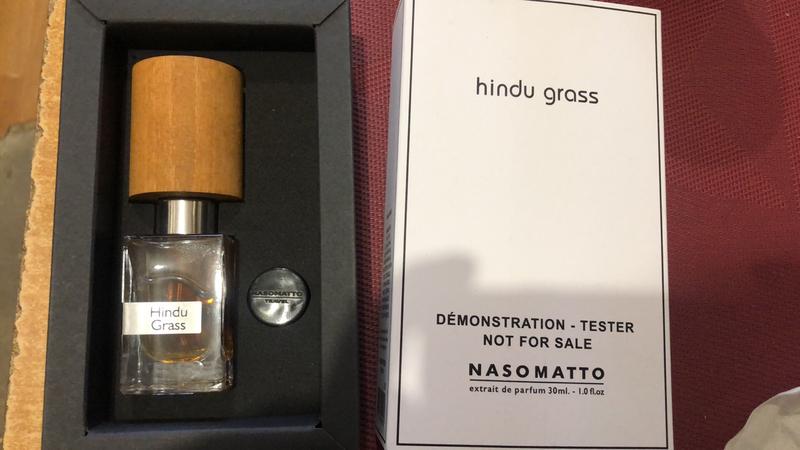 Hindu
Grass
NASOMATTO
TRAVEL
hindu grass
DÉMONSTRATION - TESTER
NOT FOR SALE
NASOMATTO
extrait de parfum 30ml. - 1.0 fl.oz